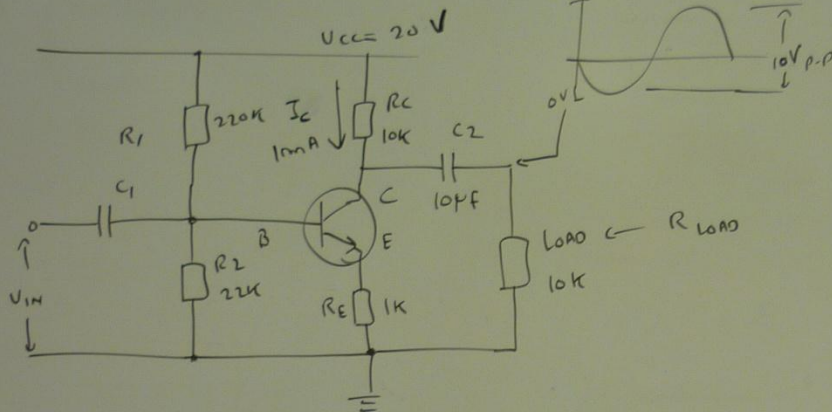 VCC= 20 V
10V P-P
0V
R1
220K
IC
1mA
RC
10K
C2
10µf
C1
B
C
E
R2
22K
VIN
RE
1K
LOAD ← R LOAD
10K
E